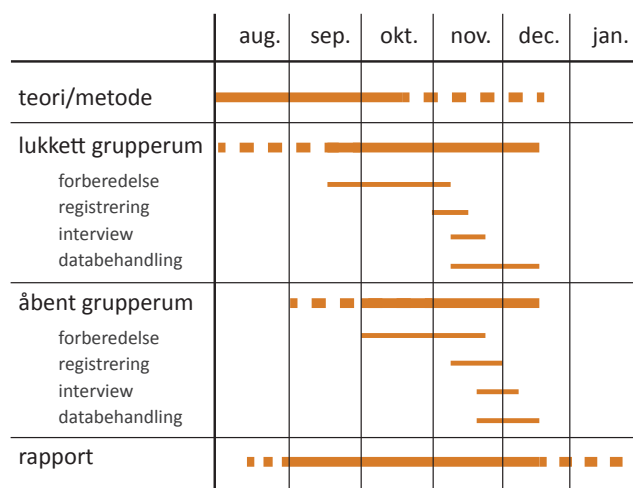 aug. sep. okt. nov. dec. jan.
teori/metode
lukkett grupperum
forberedelse
registrering
interview
databehandling
åbent grupperum
forberedelse
registrering
interview
databehandling
rapport